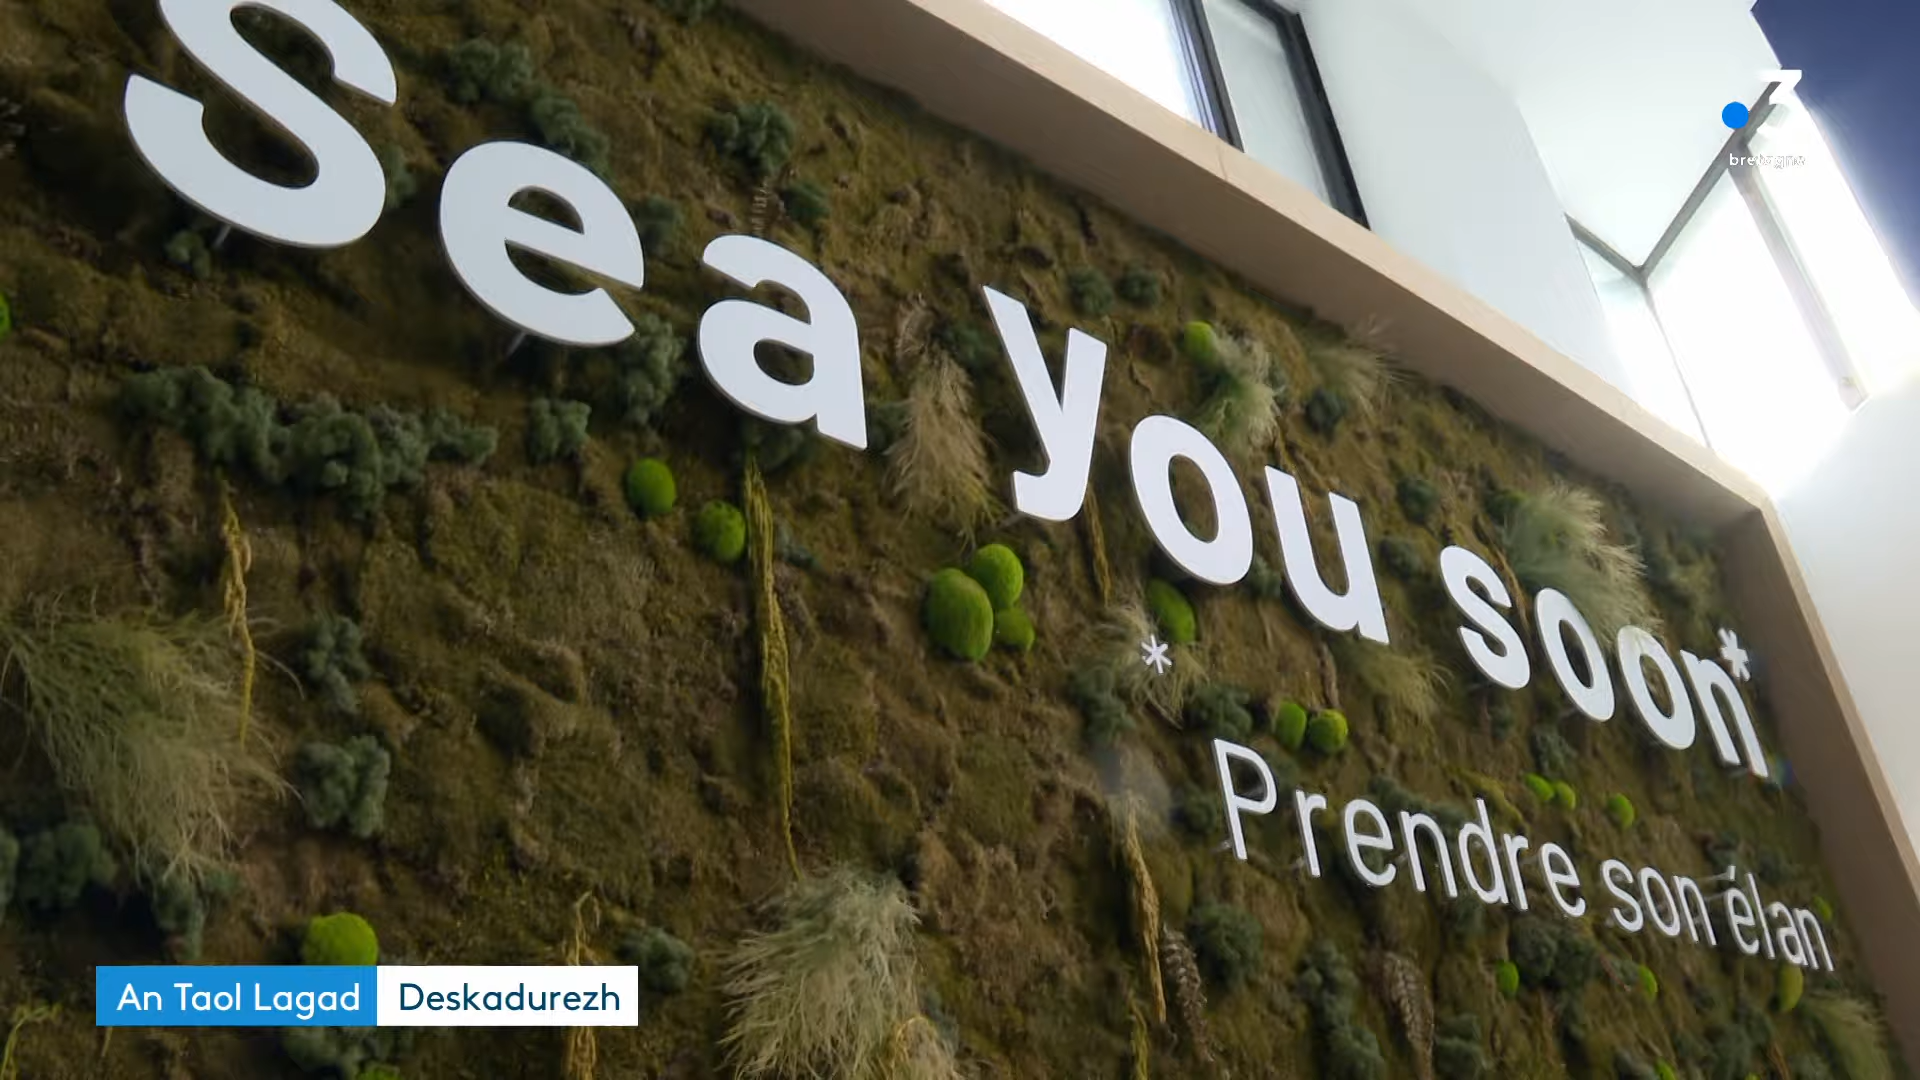 Sea you soon*
* Prendre son élan
3
bretagne
An Taol Lagad
Deskadurezh